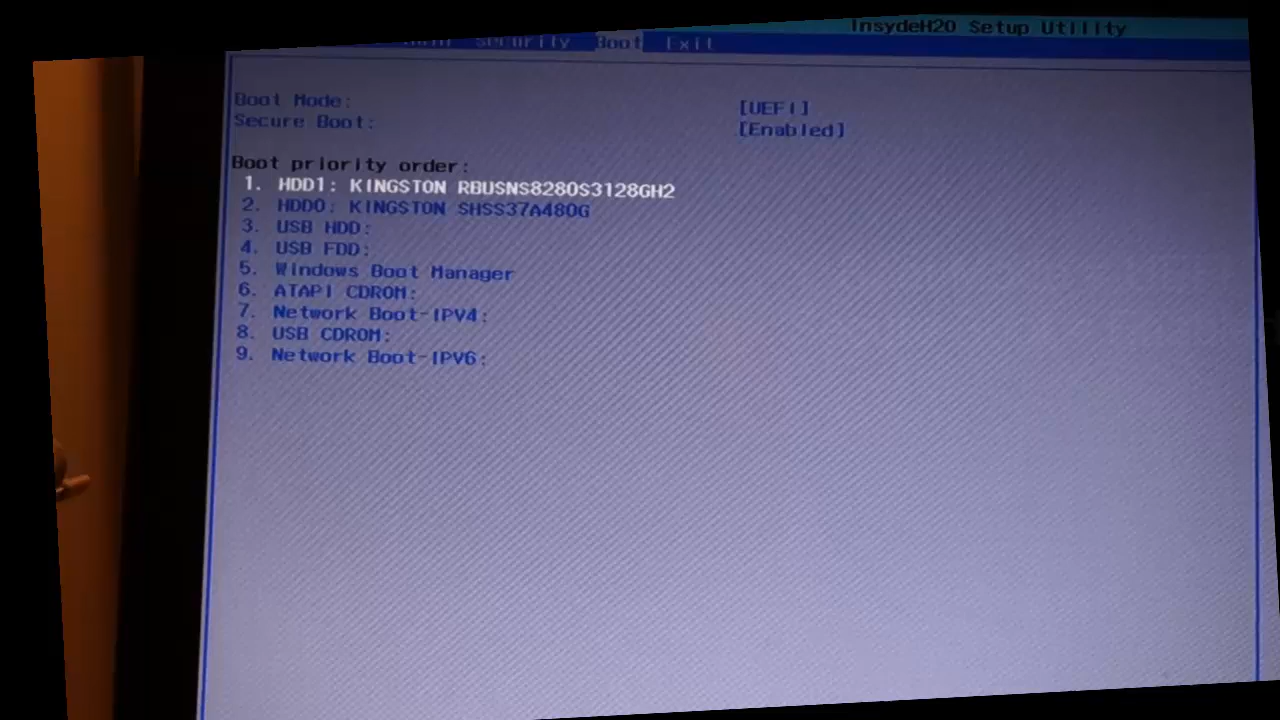 InsydeH20 Setup Utility
Security Boot Exit
Boot Mode: [UEFI]
Secure Boot: [Enabled]
Boot priority order:
1. HDD1: KINGSTON RBUSNS8280S3128GH2
2. HDD0: KINGSTON SHSS37A480G
3. USB HDD:
4. USB FDD:
5. Windows Boot Manager
6. ATAPI CDROM:
7. Network Boot-IPV4:
8. USB CDROM:
9. Network Boot-IPV6: